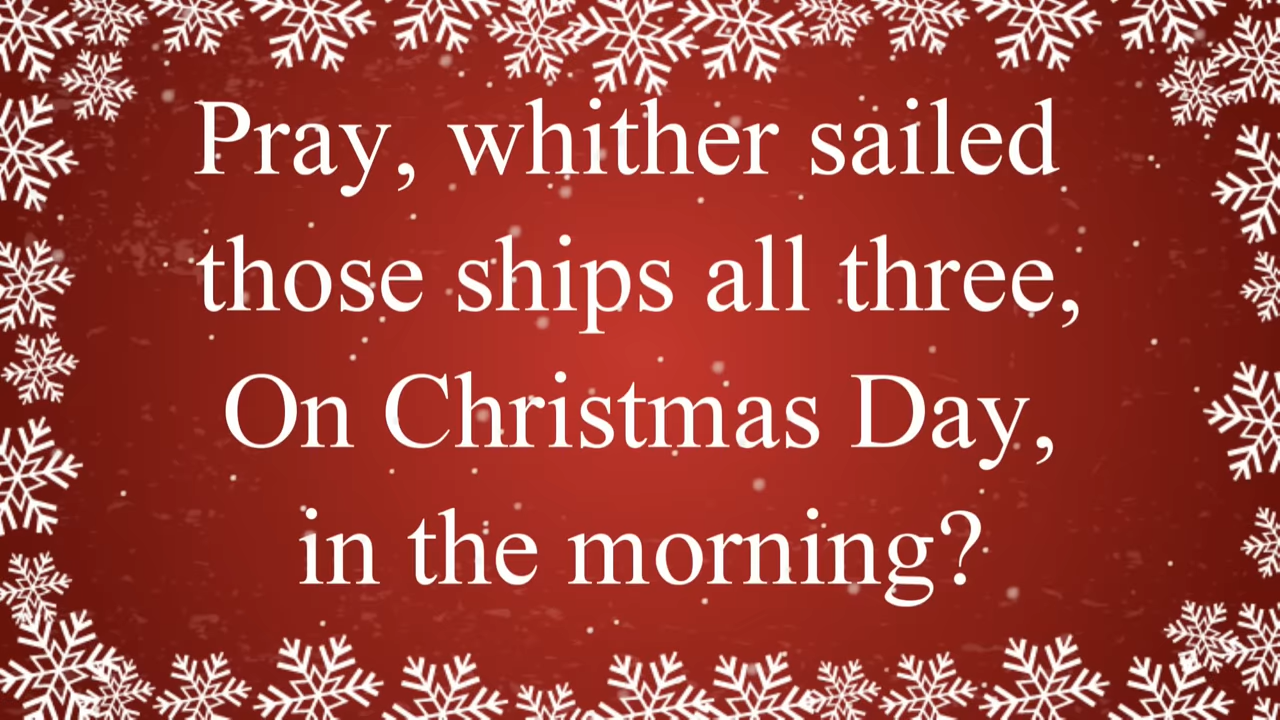 Pray, whither sailed
those ships all three,
On Christmas Day,
in the morning?